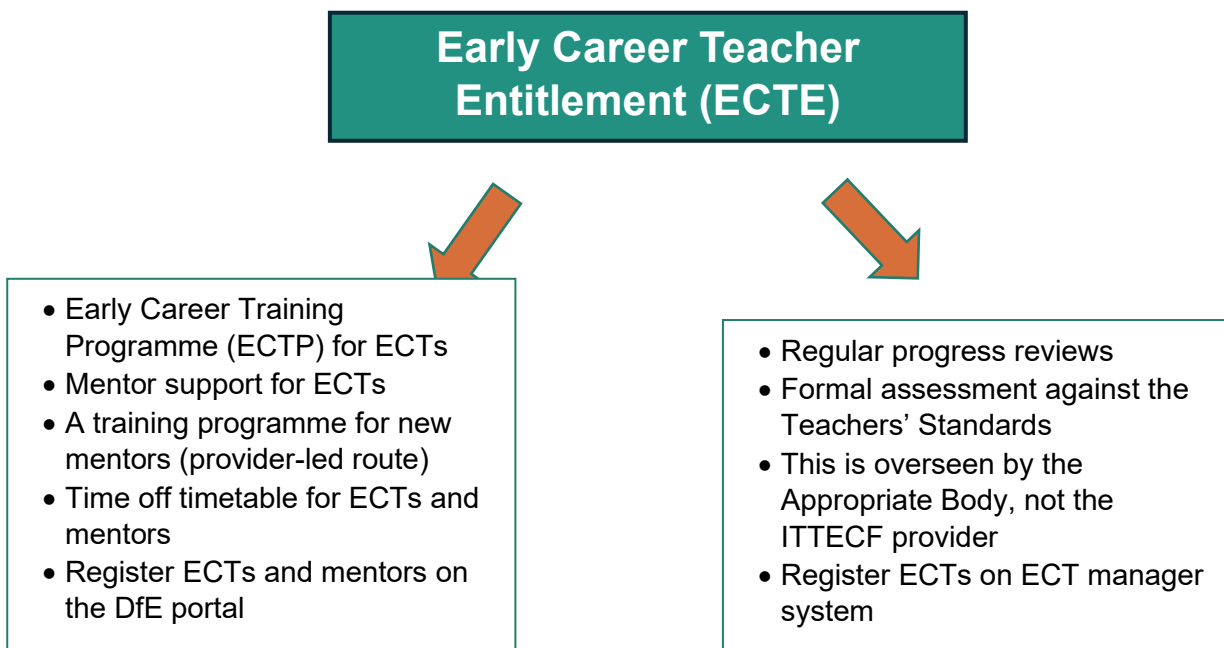 Early Career Teacher
Entitlement (ECTE)
• Early Career Training
Programme (ECTP) for ECTs
• Mentor support for ECTs
• A training programme for new
mentors (provider-led route)
• Time off timetable for ECTs and
mentors
• Register ECTs and mentors on
the DfE portal
• Regular progress reviews
• Formal assessment against the
Teachers’ Standards
• This is overseen by the
Appropriate Body, not the
ITTECF provider
• Register ECTs on ECT manager
system